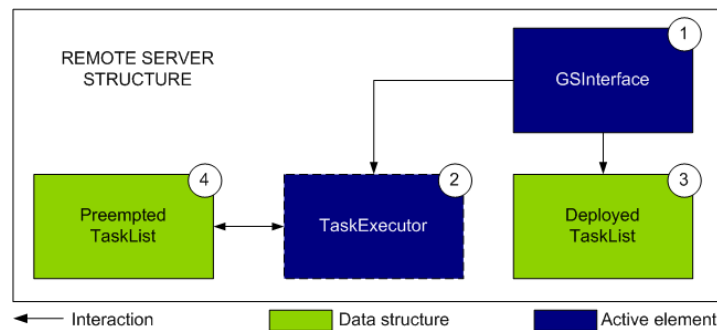 REMOTE SERVER
STRUCTURE
1
GSInterface
4
Preempted
TaskList
2
TaskExecutor
3
Deployed
TaskList
Interaction
Data structure
Active element